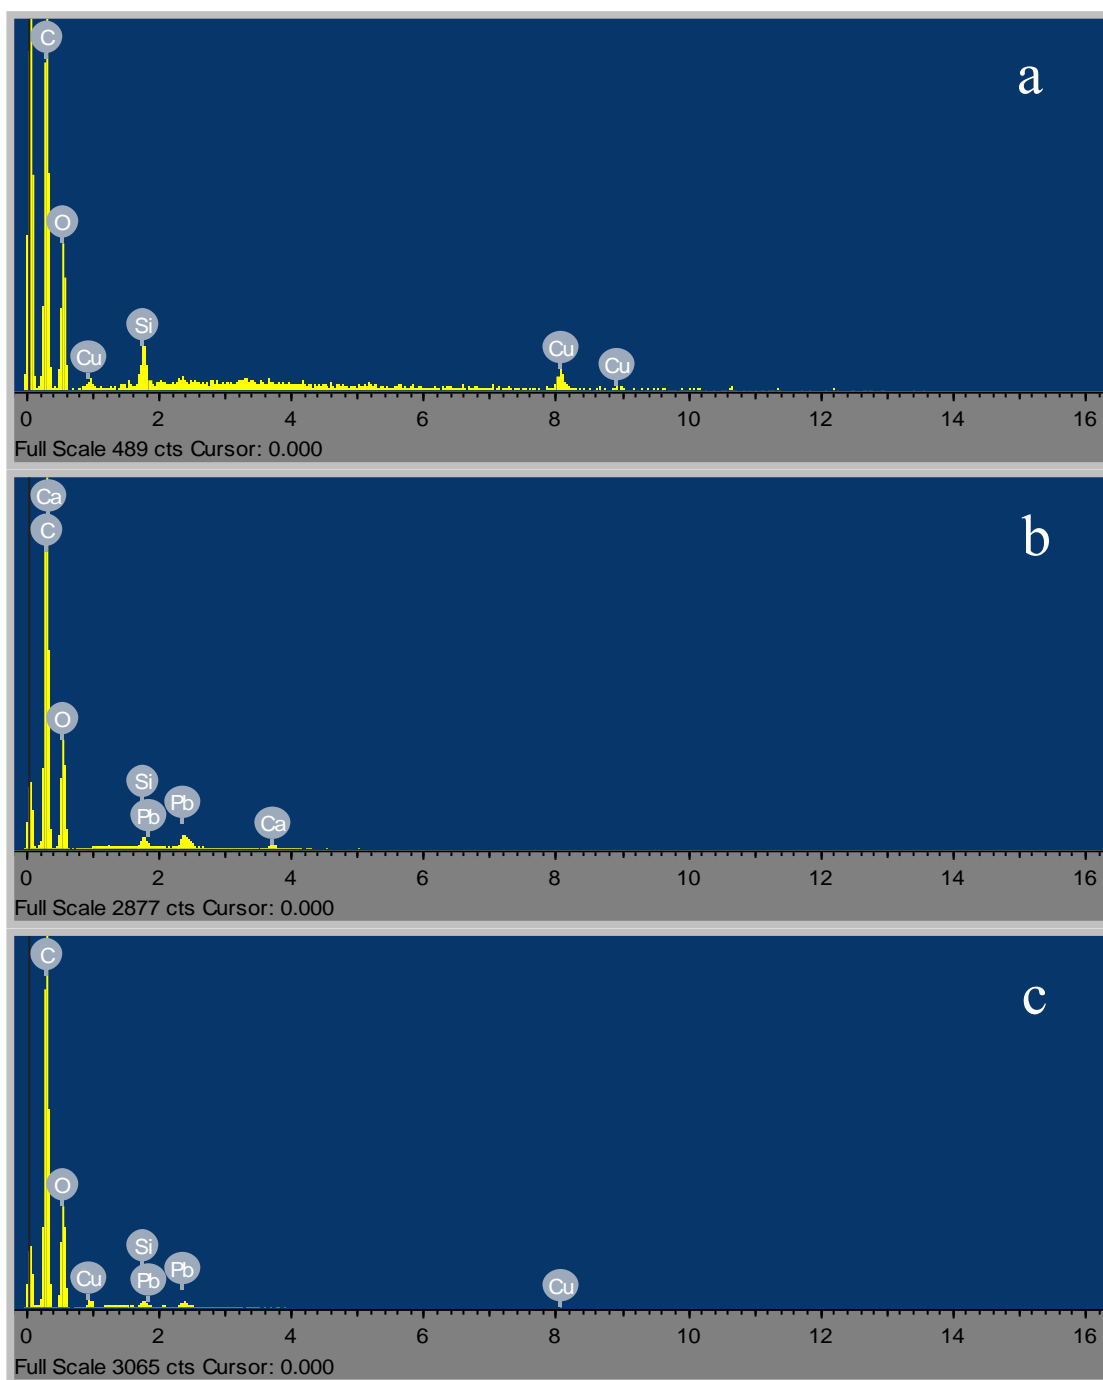 a
C
O
Si
Cu
Cu
Cu
0 2 4 6 8 10 12 14 16
Full Scale 489 cts Cursor: 0.000
b
Ca
C
O
Si
Pb
Pb
Ca
0 2 4 6 8 10 12 14 16
Full Scale 2877 cts Cursor: 0.000
c
C
O
Si
Pb
Cu
Pb
Cu
0 2 4 6 8 10 12 14 16
Full Scale 3065 cts Cursor: 0.000